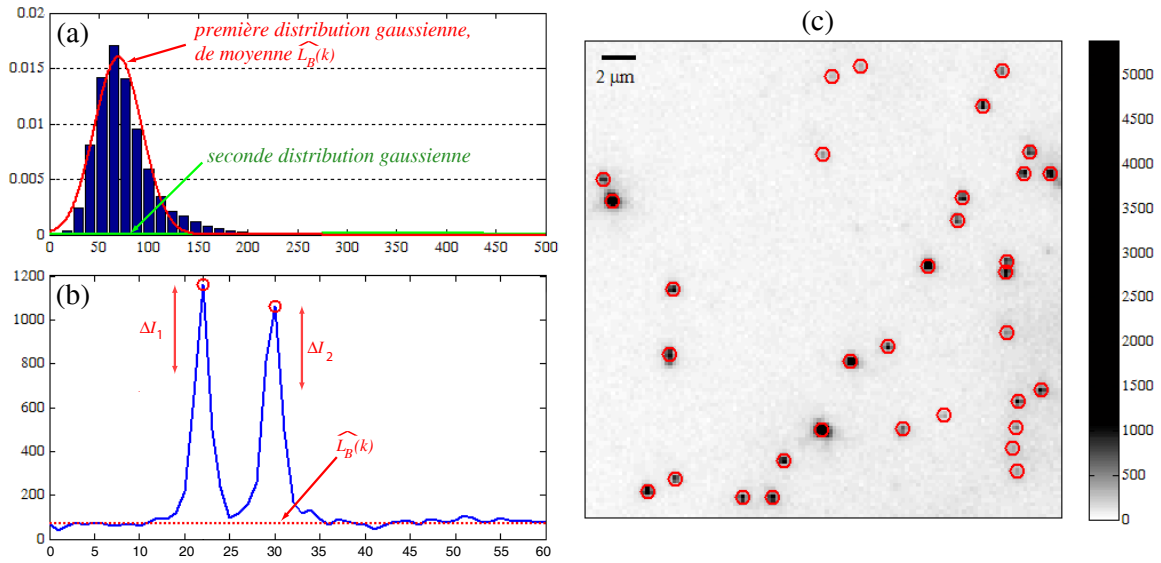 (a)
première distribution gaussienne,
de moyenne L̂_B(k)
seconde distribution gaussienne
0.02
0.015
0.01
0.005
0
0 50 100 150 200 250 300 350 400 450 500
(b)
ΔI₁
ΔI₂
L̂_B(k)
1200
1000
800
600
400
200
0
0 5 10 15 20 25 30 35 40 45 50 55 60
(c)
2 μm
5000
4500
4000
3500
3000
2500
2000
1500
1000
500
0